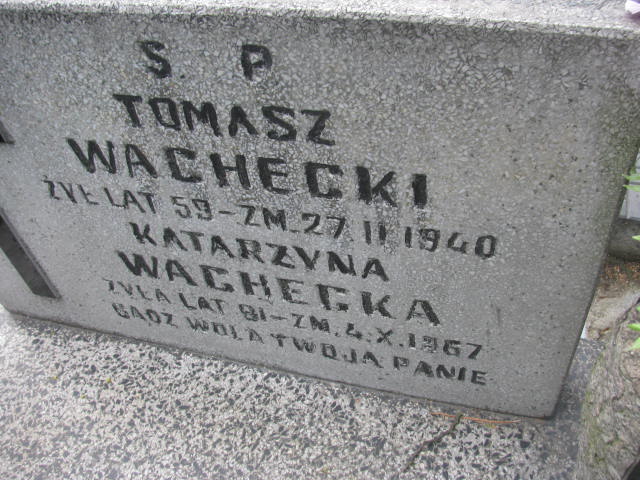 S. P
TOMASZ
WACHECKI
ŻYŁ LAT 59-ZM.27.II.1940
KATARZYNA
WACHECKA
ŻYŁA LAT 81-ZM.4.X.1967
BĄDZ WOLA TWOJA PANIE